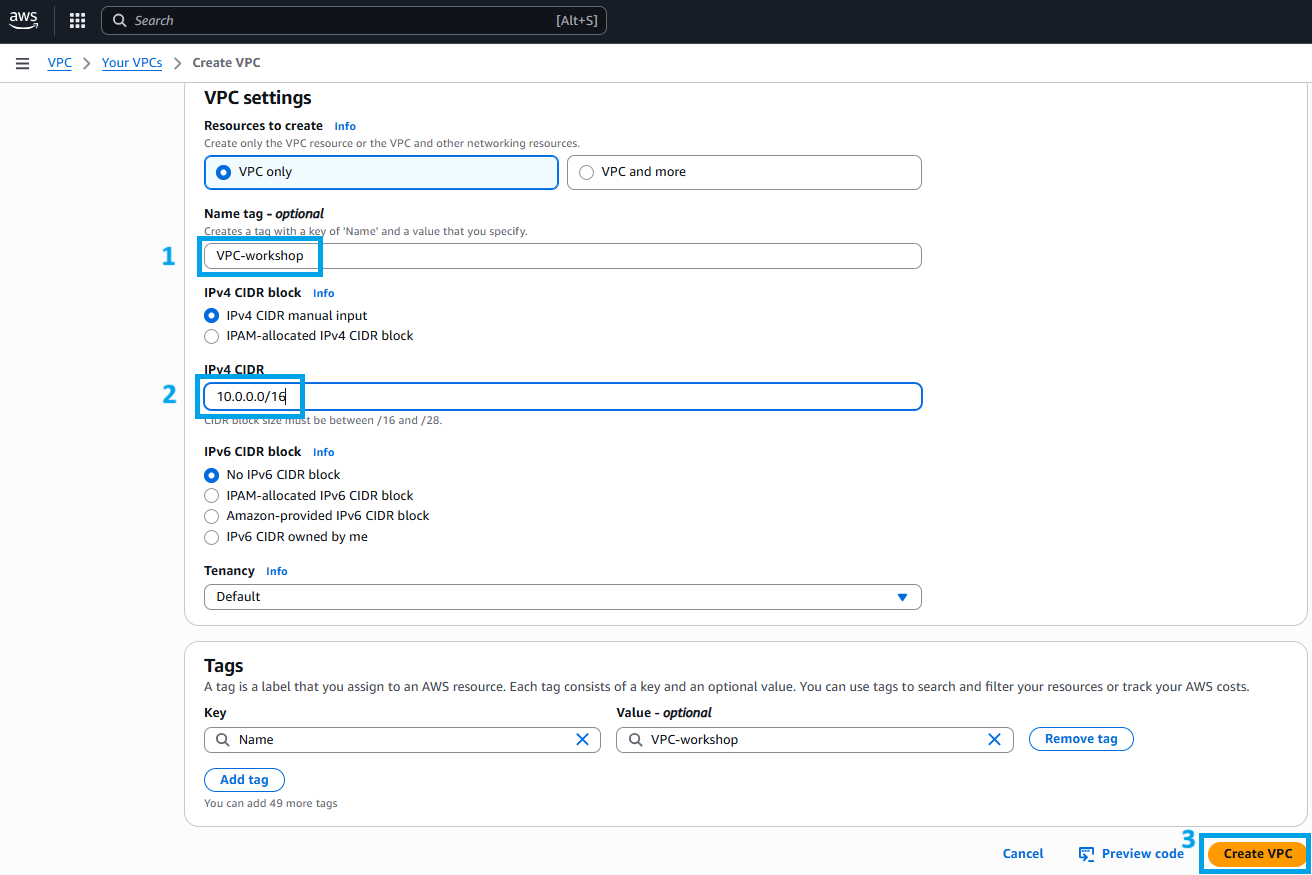 aws Search [Alt+S]
VPC Your VPCs Create VPC
VPC settings
Resources to create Info
Create only the VPC resource or the VPC and other networking resources.
VPC only VPC and more
Name tag - optional
Creates a tag with a key of 'Name' and a value that you specify.
1 VPC-workshop
IPv4 CIDR block Info
IPv4 CIDR manual input
IPAM-allocated IPv4 CIDR block
IPv4 CIDR
2 10.0.0.0/16
CIDR block size must be between /16 and /28.
IPv6 CIDR block Info
No IPv6 CIDR block
IPAM-allocated IPv6 CIDR block
Amazon-provided IPv6 CIDR block
IPv6 CIDR owned by me
Tenancy Info
Default
Tags
A tag is a label that you assign to an AWS resource. Each tag consists of a key and an optional value. You can use tags to search and filter your resources or track your AWS costs.
Key Value - optional
Name VPC-workshop Remove tag
Add tag
You can add 49 more tags
Cancel Preview code 3 Create VPC